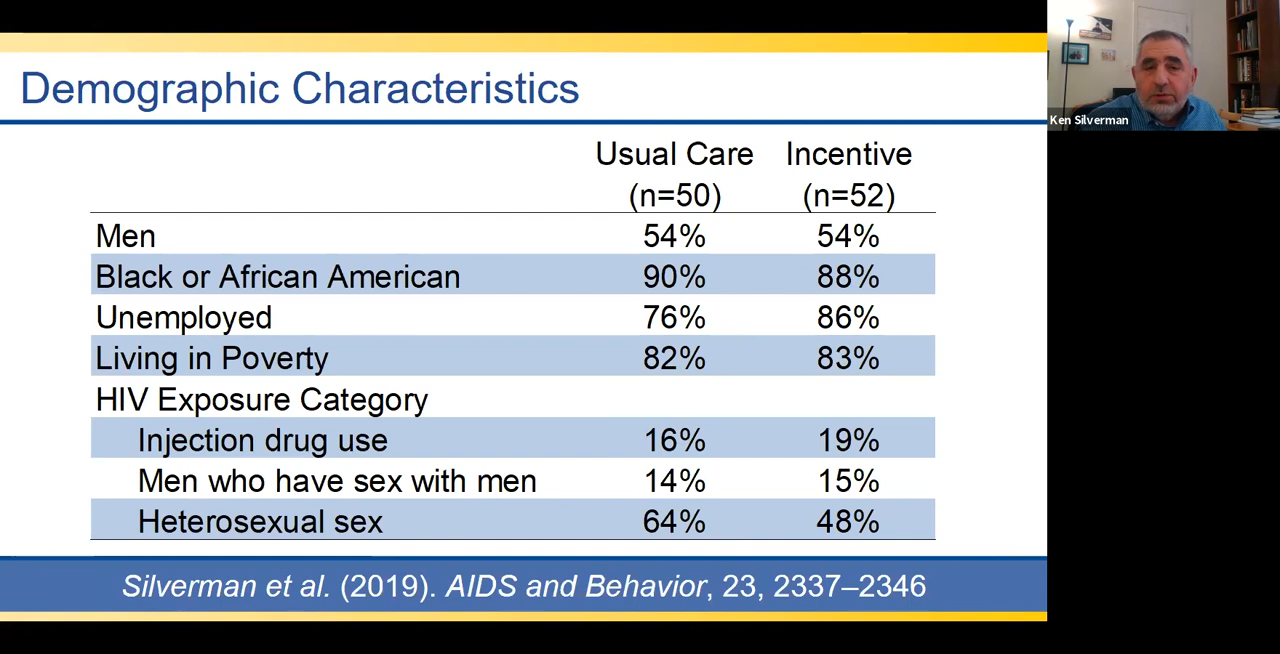 Demographic Characteristics
Usual Care Incentive
(n=50) (n=52)
Men 54% 54%
Black or African American 90% 88%
Unemployed 76% 86%
Living in Poverty 82% 83%
HIV Exposure Category
Injection drug use 16% 19%
Men who have sex with men 14% 15%
Heterosexual sex 64% 48%
Silverman et al. (2019). AIDS and Behavior, 23, 2337–2346
Ken Silverman